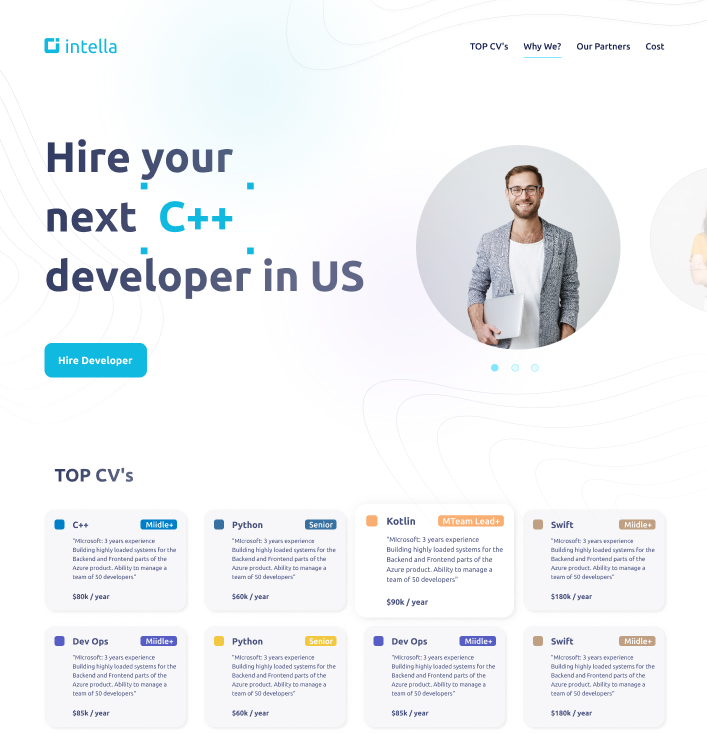 intella
TOP CV's Why We? Our Partners Cost
Hire your
next C++
developer in US
Hire Developer
TOP CV's
C++ Miidle+
"Microsoft: 3 years experience
Building highly loaded systems for the
Backend and Frontend parts of the
Azure product. Ability to manage a
team of 50 developers"
$80k / year
Python Senior
"Microsoft: 3 years experience
Building highly loaded systems for the
Backend and Frontend parts of the
Azure product. Ability to manage a
team of 50 developers"
$60k / year
Kotlin MTeam Lead+
"Microsoft: 3 years experience
Building highly loaded systems for the
Backend and Frontend parts of the
Azure product. Ability to manage a
team of 50 developers"
$90k / year
Swift Miidle+
"Microsoft: 3 years experience
Building highly loaded systems for the
Backend and Frontend parts of the
Azure product. Ability to manage a
team of 50 developers"
$180k / year
Dev Ops Miidle+
"Microsoft: 3 years experience
Building highly loaded systems for the
Backend and Frontend parts of the
Azure product. Ability to manage a
team of 50 developers"
$85k / year
Python Senior
"Microsoft: 3 years experience
Building highly loaded systems for the
Backend and Frontend parts of the
Azure product. Ability to manage a
team of 50 developers"
$60k / year
Dev Ops Miidle+
"Microsoft: 3 years experience
Building highly loaded systems for the
Backend and Frontend parts of the
Azure product. Ability to manage a
team of 50 developers"
$85k / year
Swift Miidle+
"Microsoft: 3 years experience
Building highly loaded systems for the
Backend and Frontend parts of the
Azure product. Ability to manage a
team of 50 developers"
$180k / year